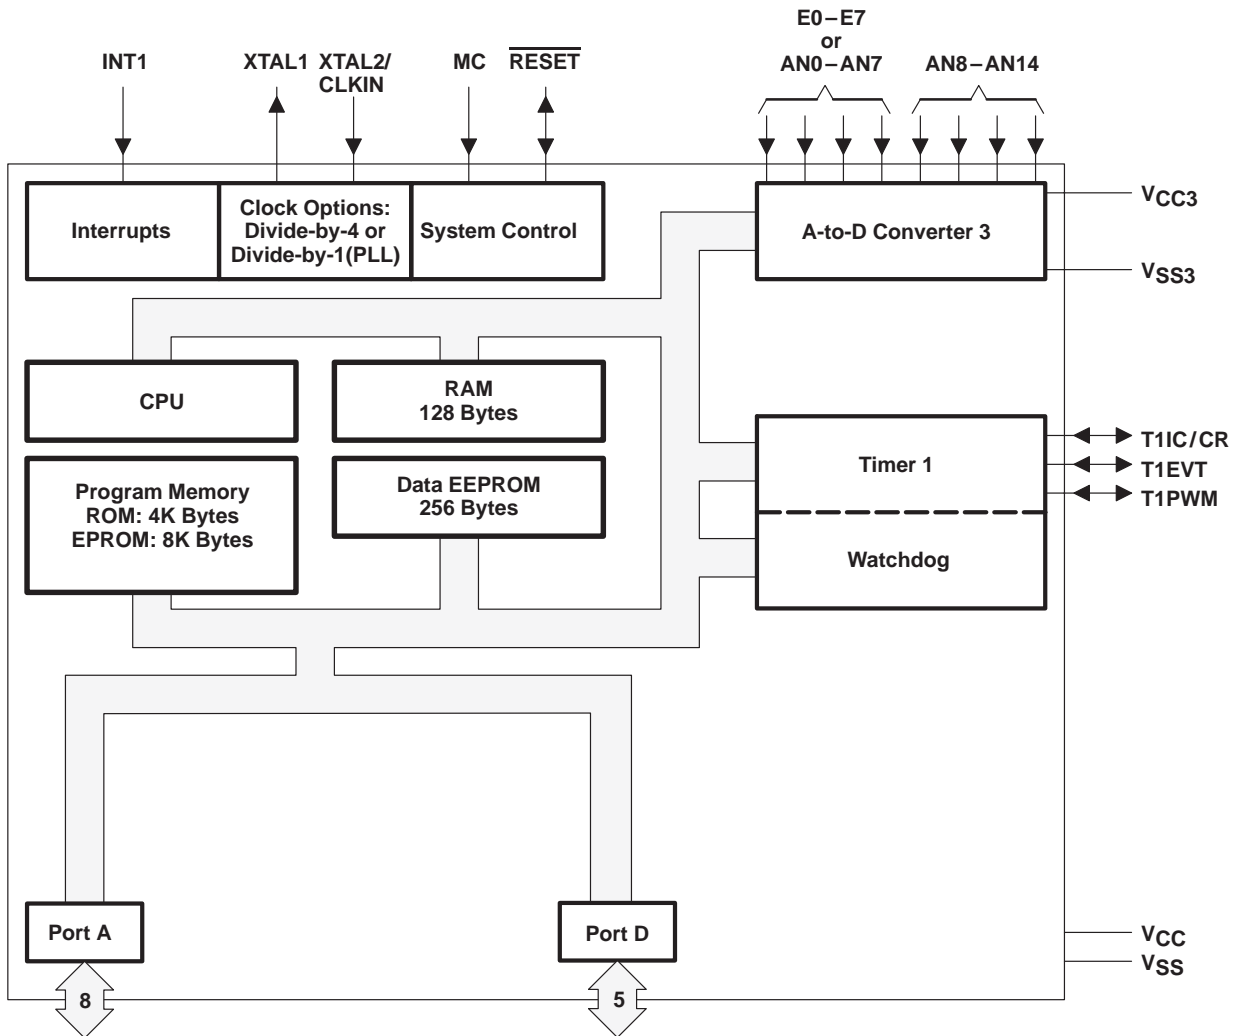 E0–E7
or
AN0–AN7
AN8–AN14
INT1
XTAL1
XTAL2/
CLKIN
MC
RESET
Interrupts
Clock Options:
Divide-by-4 or
Divide-by-1(PLL)
System Control
A-to-D Converter 3
VCC3
VSS3
CPU
RAM
128 Bytes
Program Memory
ROM: 4K Bytes
EPROM: 8K Bytes
Data EEPROM
256 Bytes
Timer 1
Watchdog
T1IC/CR
T1EVT
T1PWM
Port A
Port D
VCC
VSS
8
5